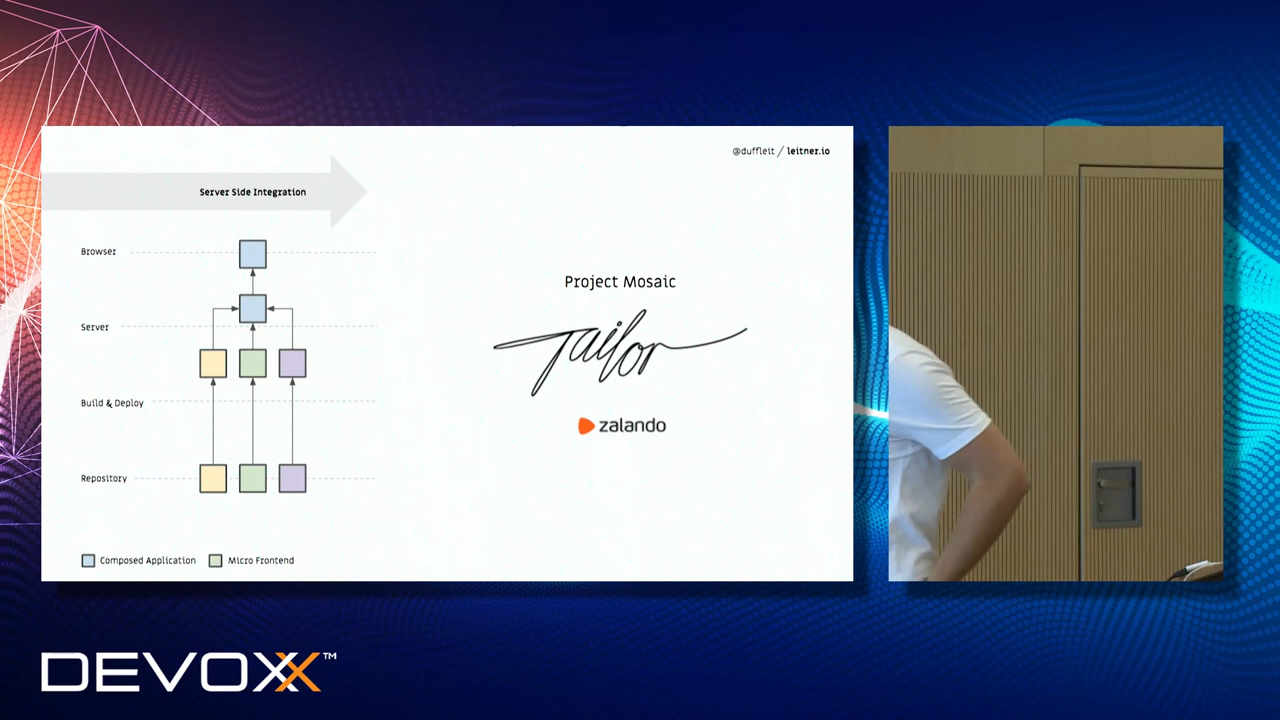 @duffleit / leitner.io
Server Side Integration
Browser
Server
Build & Deploy
Repository
Composed Application
Micro Frontend
Project Mosaic
Tailor
zalando
DEVOXX™